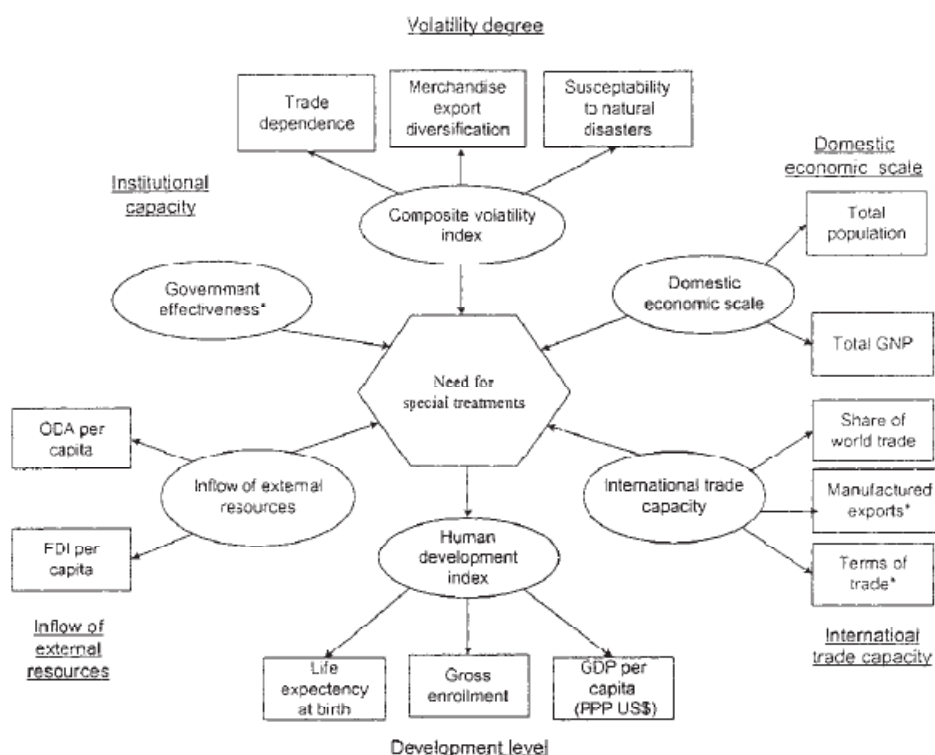 Volatility degree
Trade
dependence
Merchandise
export
diversification
Susceptability
to natural
disasters
Domestic
economic scale
Institutional
capacity
Composite volatility
index
Total
population
Government
effectiveness*
Domestic
economic scale
Total GNP
Need for
special treatments
ODA per
capita
Share of
world trade
Inflow of external
resources
International trade
capacity
Manufactured
exports*
FDI per
capita
Human
development
index
Terms of
trade*
Inflow of
external
resources
Internatioal
trade capacity
Life
expectency
at birth
Gross
enrollment
GDP per
capita
(PPP US$)
Development level